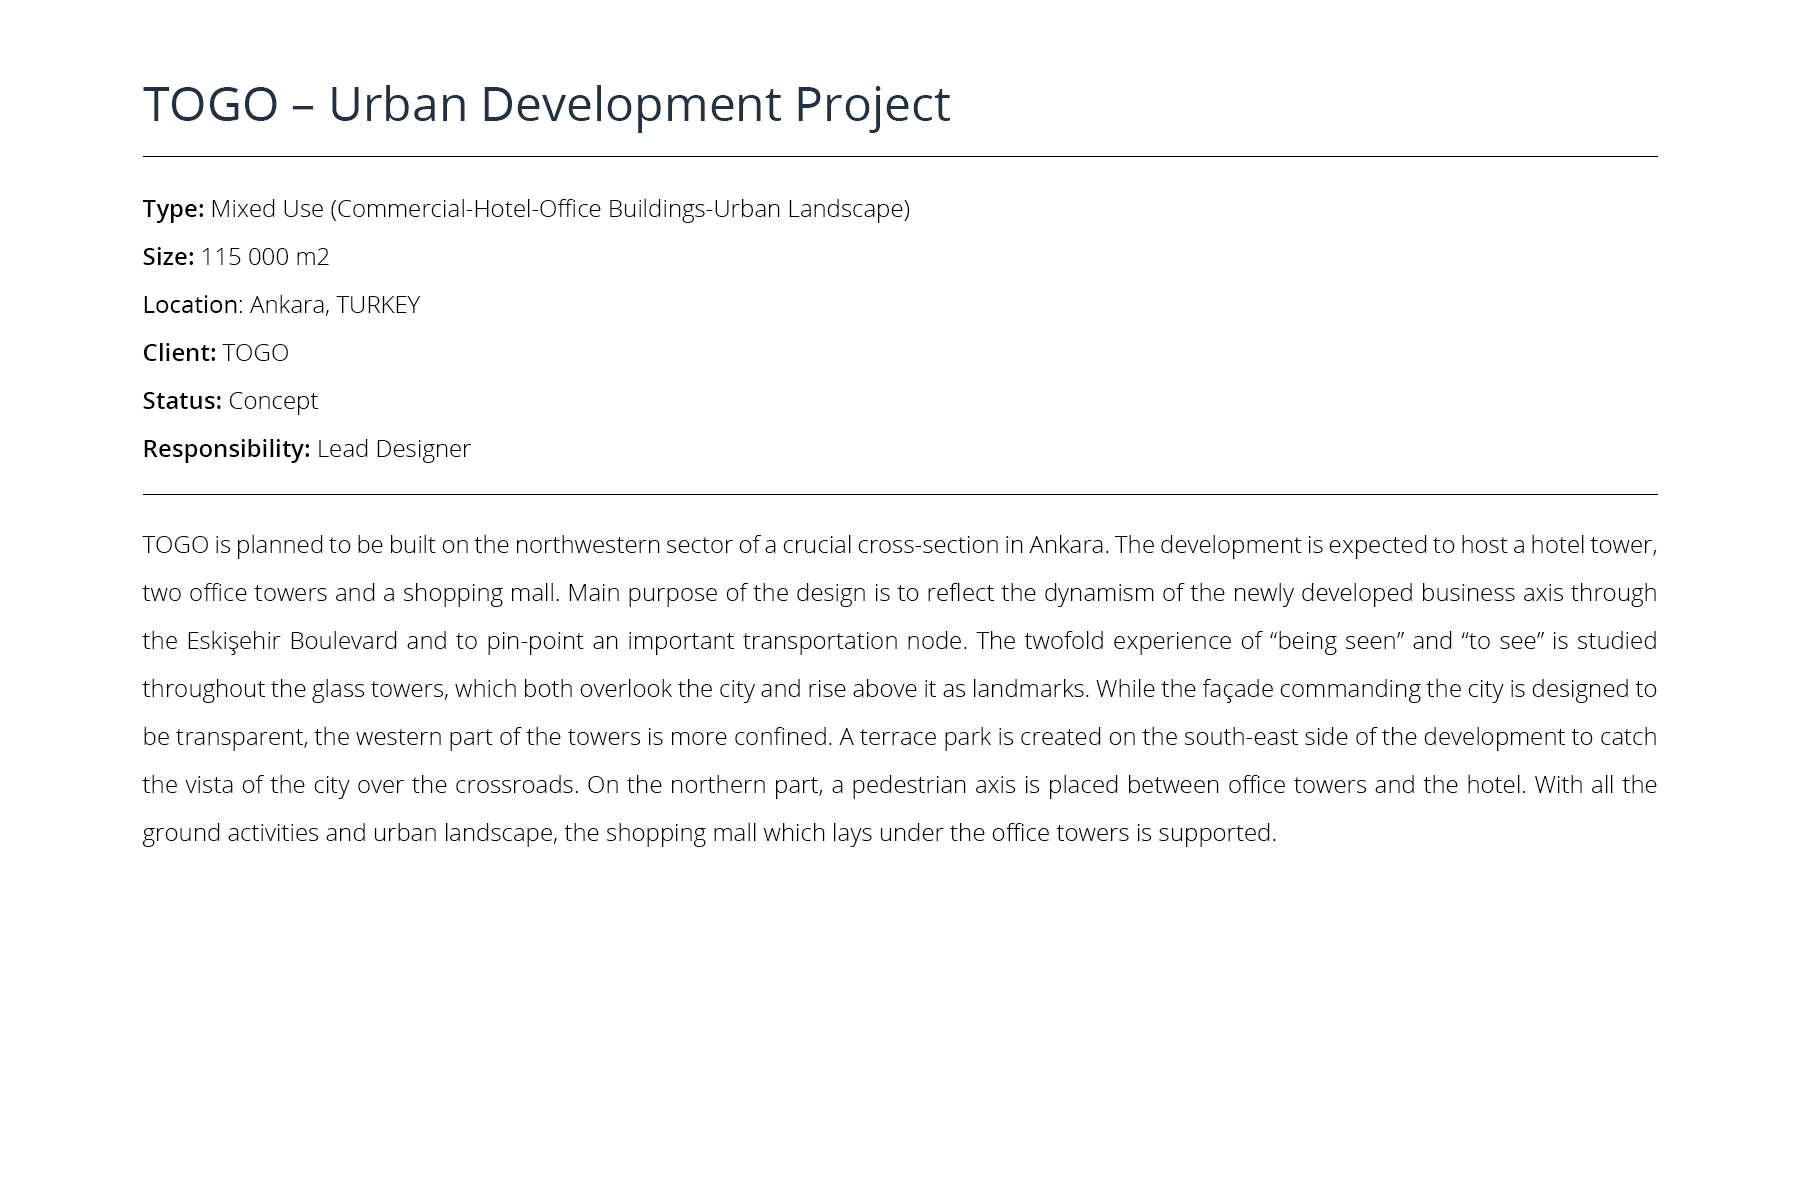 TOGO – Urban Development Project
Type: Mixed Use (Commercial-Hotel-Office Buildings-Urban Landscape)
Size: 115 000 m2
Location: Ankara, TURKEY
Client: TOGO
Status: Concept
Responsibility: Lead Designer
TOGO is planned to be built on the northwestern sector of a crucial cross-section in Ankara. The development is expected to host a hotel tower,
two office towers and a shopping mall. Main purpose of the design is to reflect the dynamism of the newly developed business axis through
the Eskişehir Boulevard and to pin-point an important transportation node. The twofold experience of “being seen” and “to see” is studied
throughout the glass towers, which both overlook the city and rise above it as landmarks. While the façade commanding the city is designed to
be transparent, the western part of the towers is more confined. A terrace park is created on the south-east side of the development to catch
the vista of the city over the crossroads. On the northern part, a pedestrian axis is placed between office towers and the hotel. With all the
ground activities and urban landscape, the shopping mall which lays under the office towers is supported.